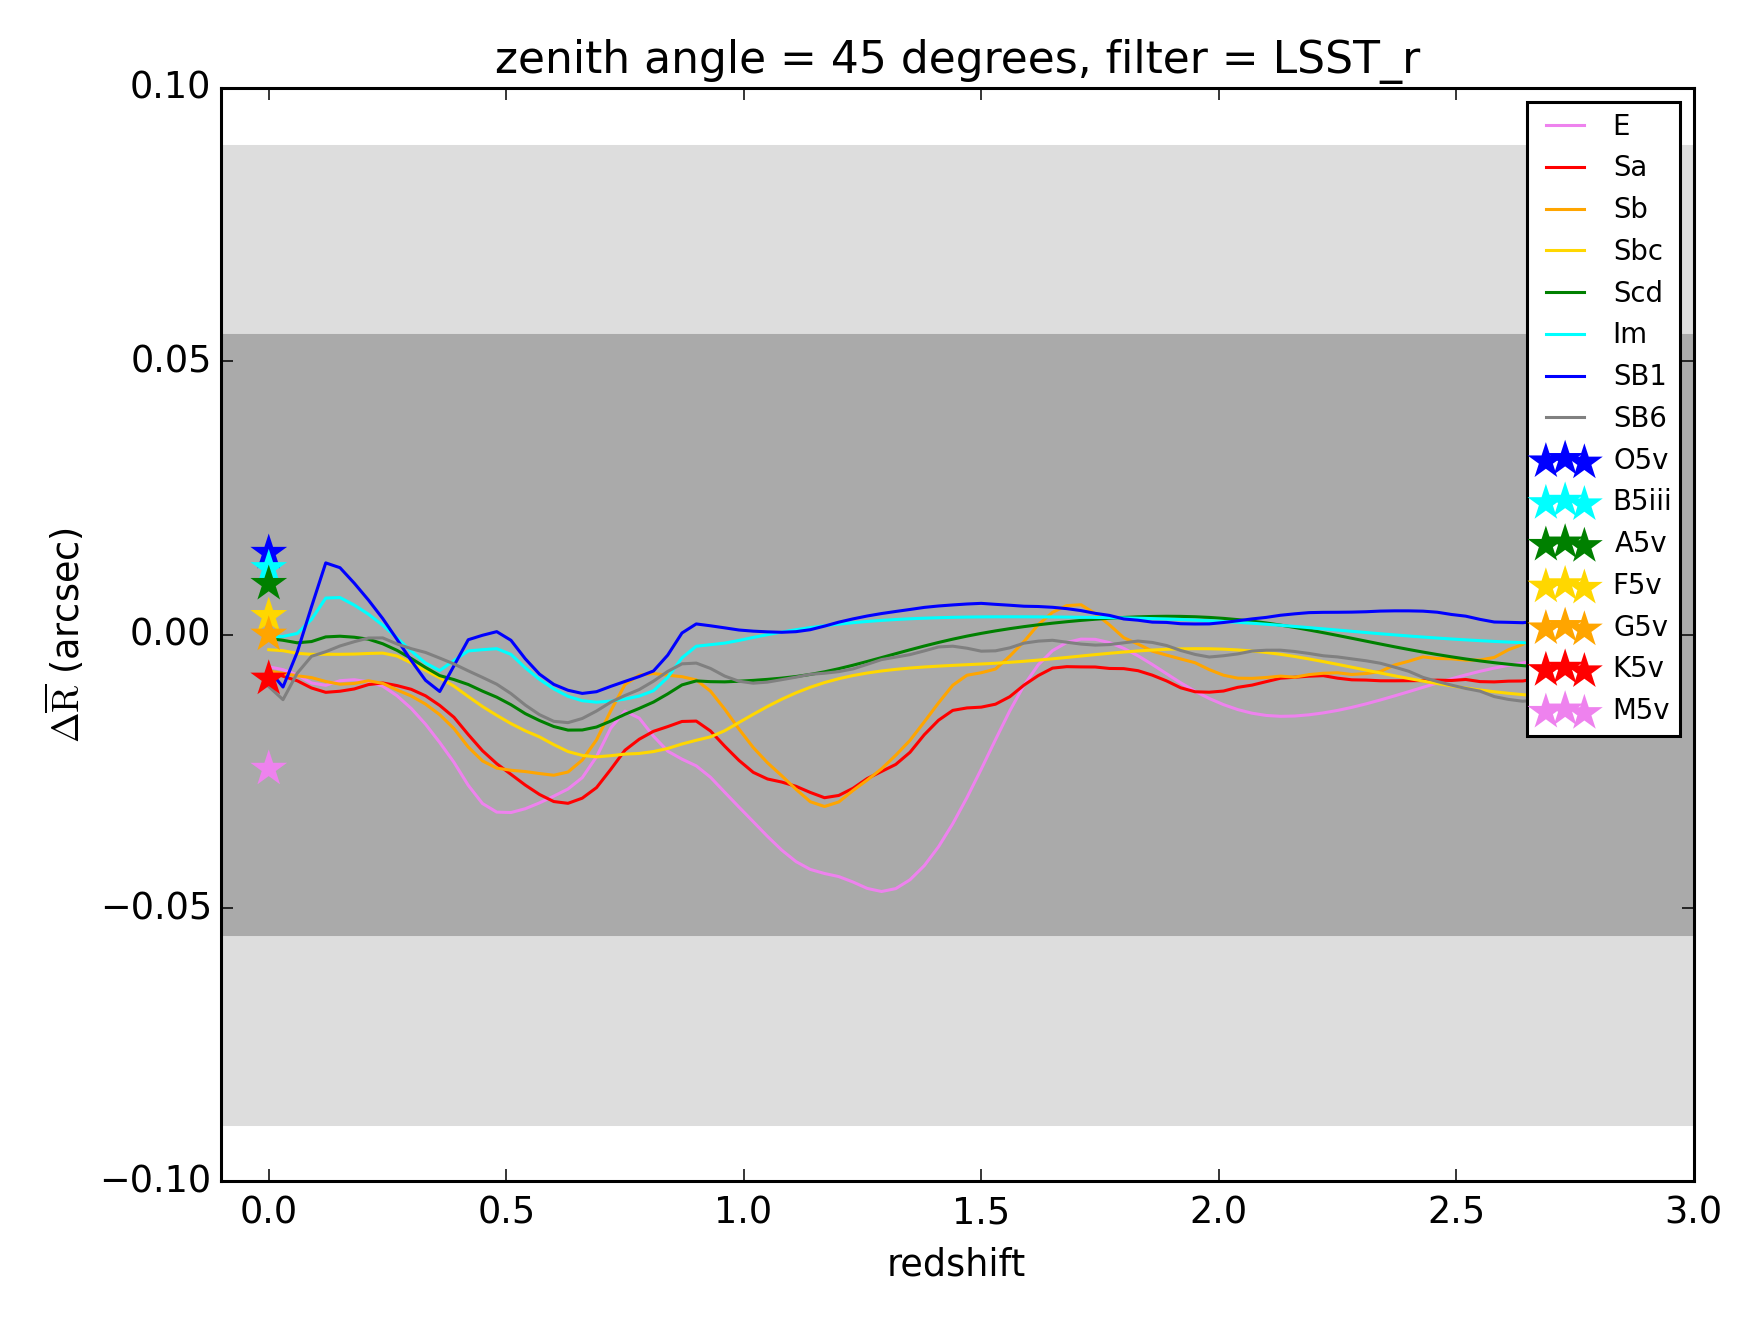 zenith angle = 45 degrees, filter = LSST_r
0.10
0.05
0.00
−0.05
−0.10
ΔR̅ (arcsec)
0.0 0.5 1.0 1.5 2.0 2.5 3.0
redshift
E
Sa
Sb
Sbc
Scd
Im
SB1
SB6
O5v
B5iii
A5v
F5v
G5v
K5v
M5v